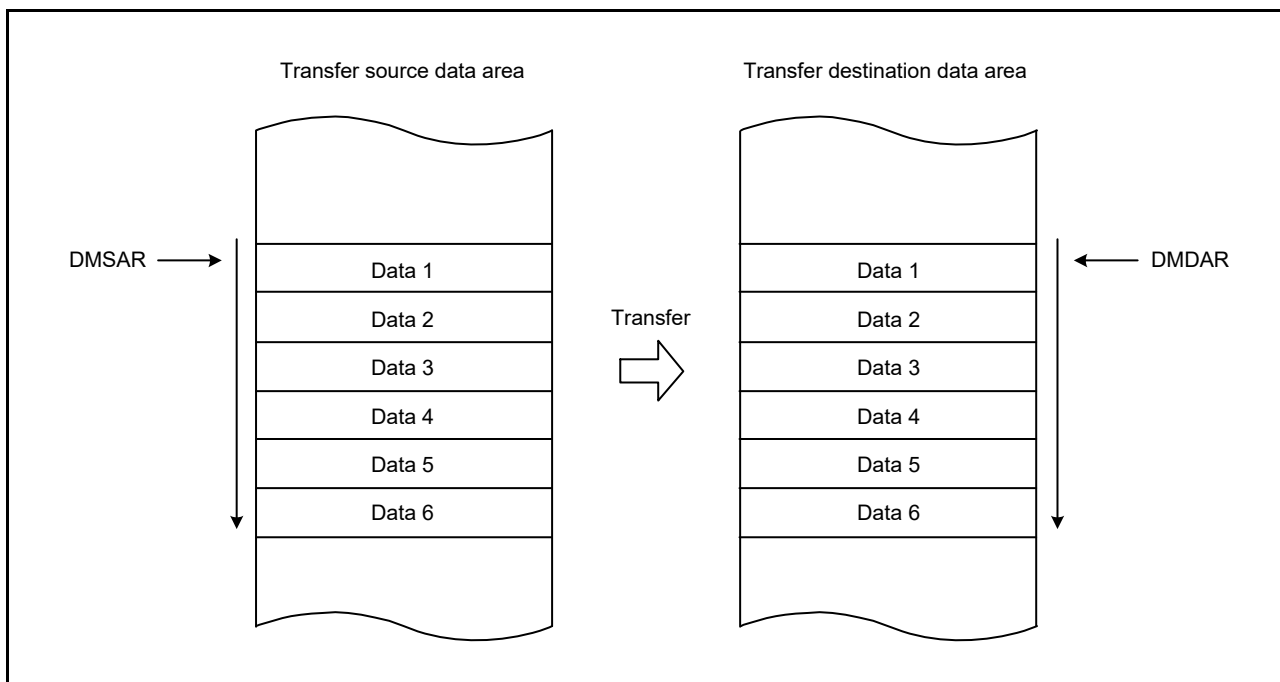 Transfer source data area
Transfer destination data area
DMSAR
Data 1
Data 2
Data 3
Data 4
Data 5
Data 6
Transfer
Data 1
Data 2
Data 3
Data 4
Data 5
Data 6
DMDAR